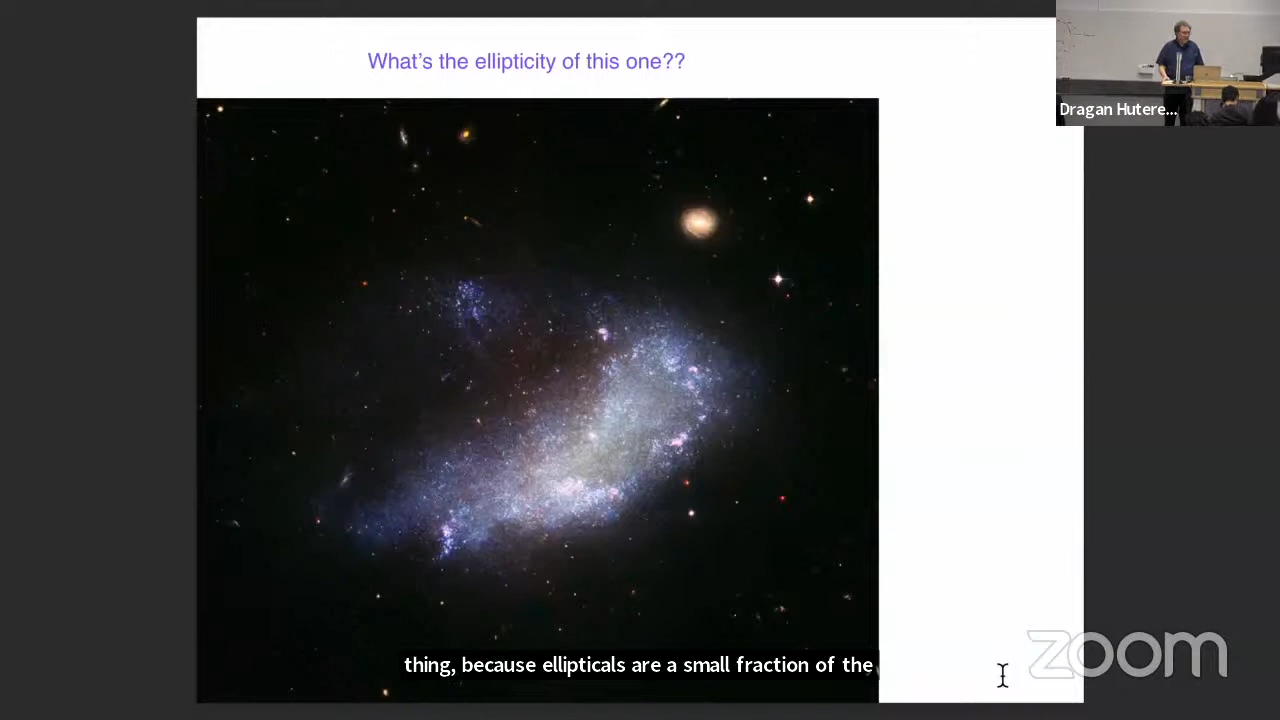 What's the ellipticity of this one??
Dragan Hutere...
thing, because ellipticals are a small fraction of the
zoom